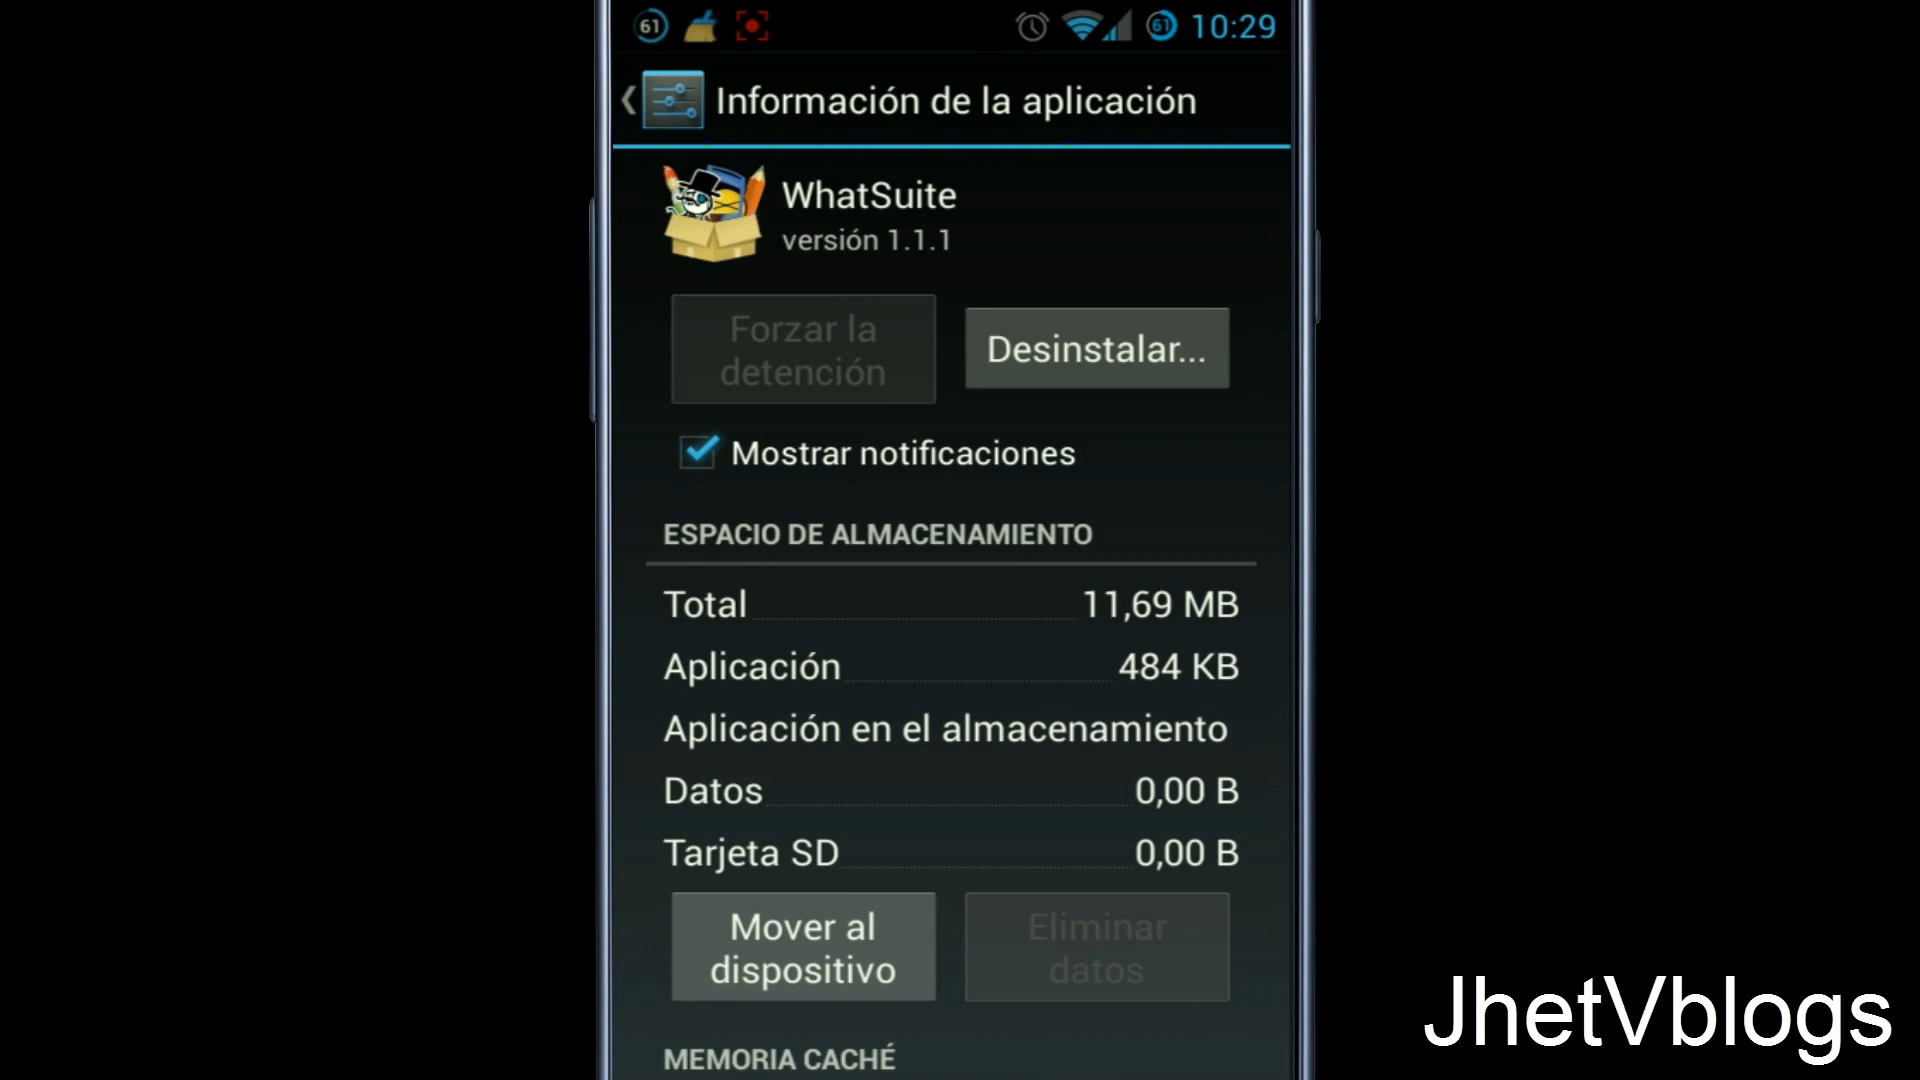 61 61 10:29
Información de la aplicación
WhatSuite
versión 1.1.1
Forzar la
detención
Desinstalar...
Mostrar notificaciones
ESPACIO DE ALMACENAMIENTO
Total 11,69 MB
Aplicación 484 KB
Aplicación en el almacenamiento
Datos 0,00 B
Tarjeta SD 0,00 B
Mover al
dispositivo
Eliminar
datos
MEMORIA CACHÉ
JhetVblogs